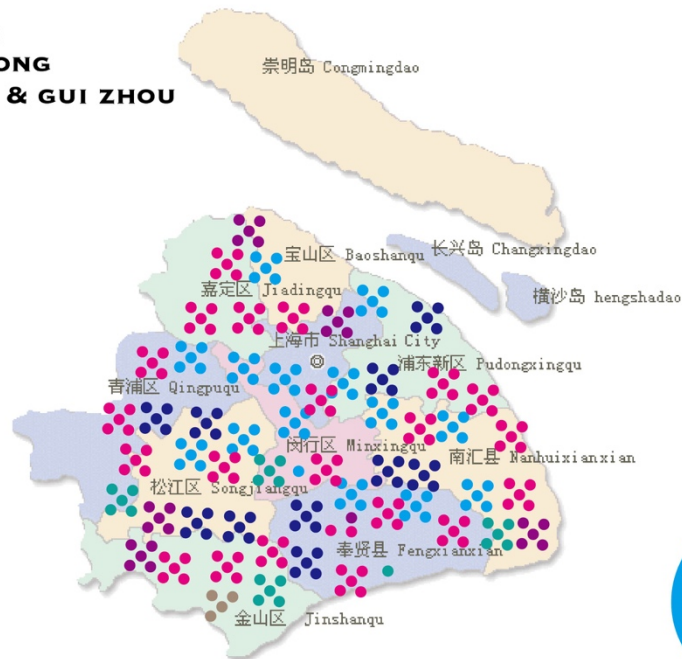 ONG
& GUI ZHOU
崇明岛 Congmingdao
长兴岛 Changxingdao
横沙岛 hengshadao
宝山区 Baoshanqu
嘉定区 Jiadingqu
上海市 Shanghai City
浦东新区 Pudongxingqu
青浦区 Qingpuqu
闵行区 Minxingqu
南汇县 Nanhuixianxian
松江区 Songjiangqu
奉贤县 Fengxianxian
金山区 Jinshanqu